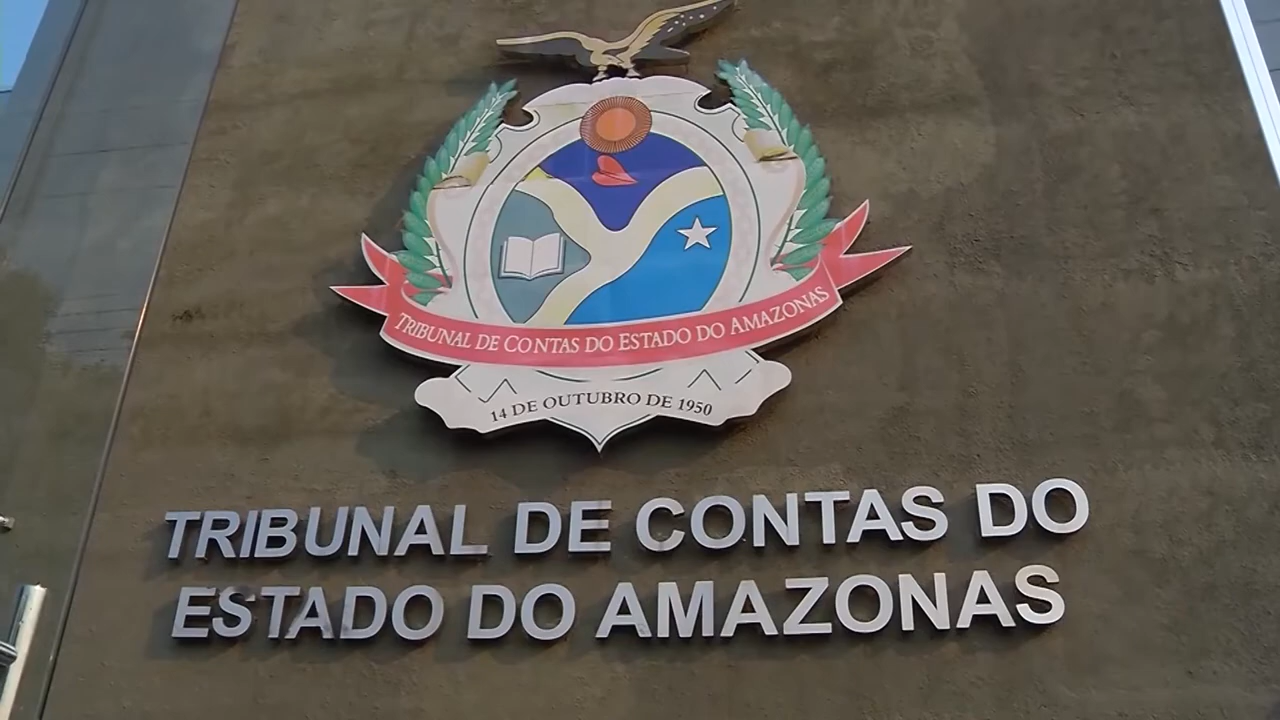 TRIBUNAL DE CONTAS DO ESTADO DO AMAZONAS
14 DE OUTUBRO DE 1950
TRIBUNAL DE CONTAS DO
ESTADO DO AMAZONAS